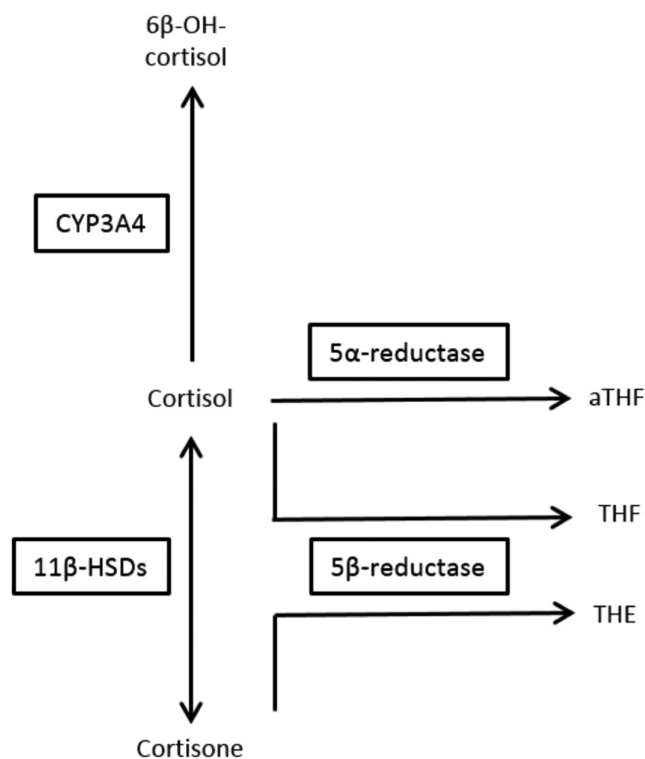 6β-OH-
cortisol
CYP3A4
5α-reductase
Cortisol
aTHF
THF
11β-HSDs
5β-reductase
THE
Cortisone